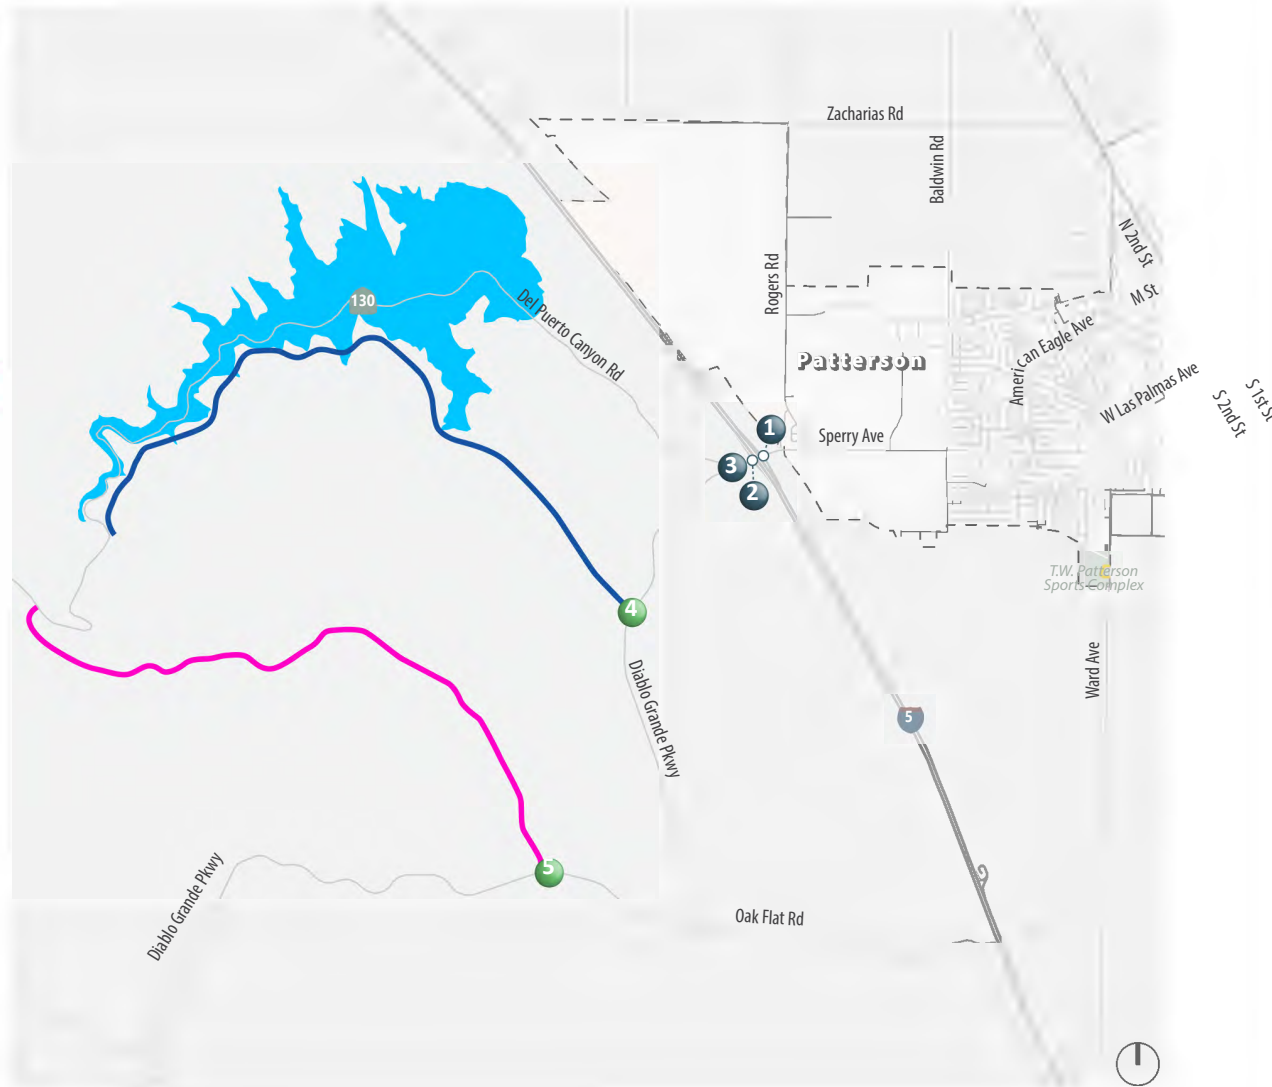 Zacharias Rd
Baldwin Rd
N 2nd St
Rogers Rd
M St
130
Del Puerto Canyon Rd
American Eagle Ave
Patterson
W Las Palmas Ave
S 1st St
S 2nd St
1
Sperry Ave
3
2
T.W. Patterson
Sports Complex
4
Ward Ave
Diablo Grande Pkwy
5
5
Diablo Grande Pkwy
Oak Flat Rd